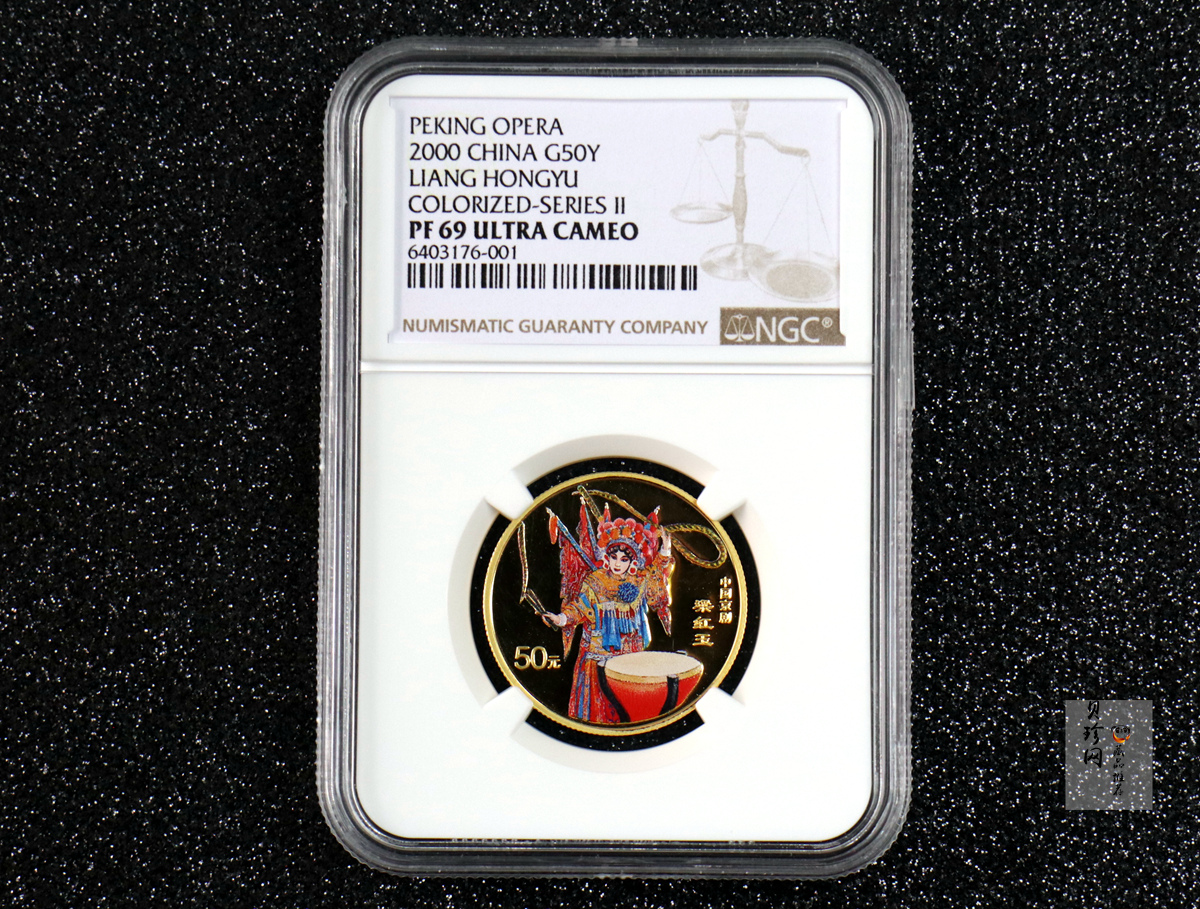 PEKING OPERA
2000 CHINA G50Y
LIANG HONGYU
COLORIZED-SERIES II
PF 69 ULTRA CAMEO
6403176-001
NUMISMATIC GUARANTY COMPANY
NGC®
中国京剧
梁红玉
50元
贝珍网